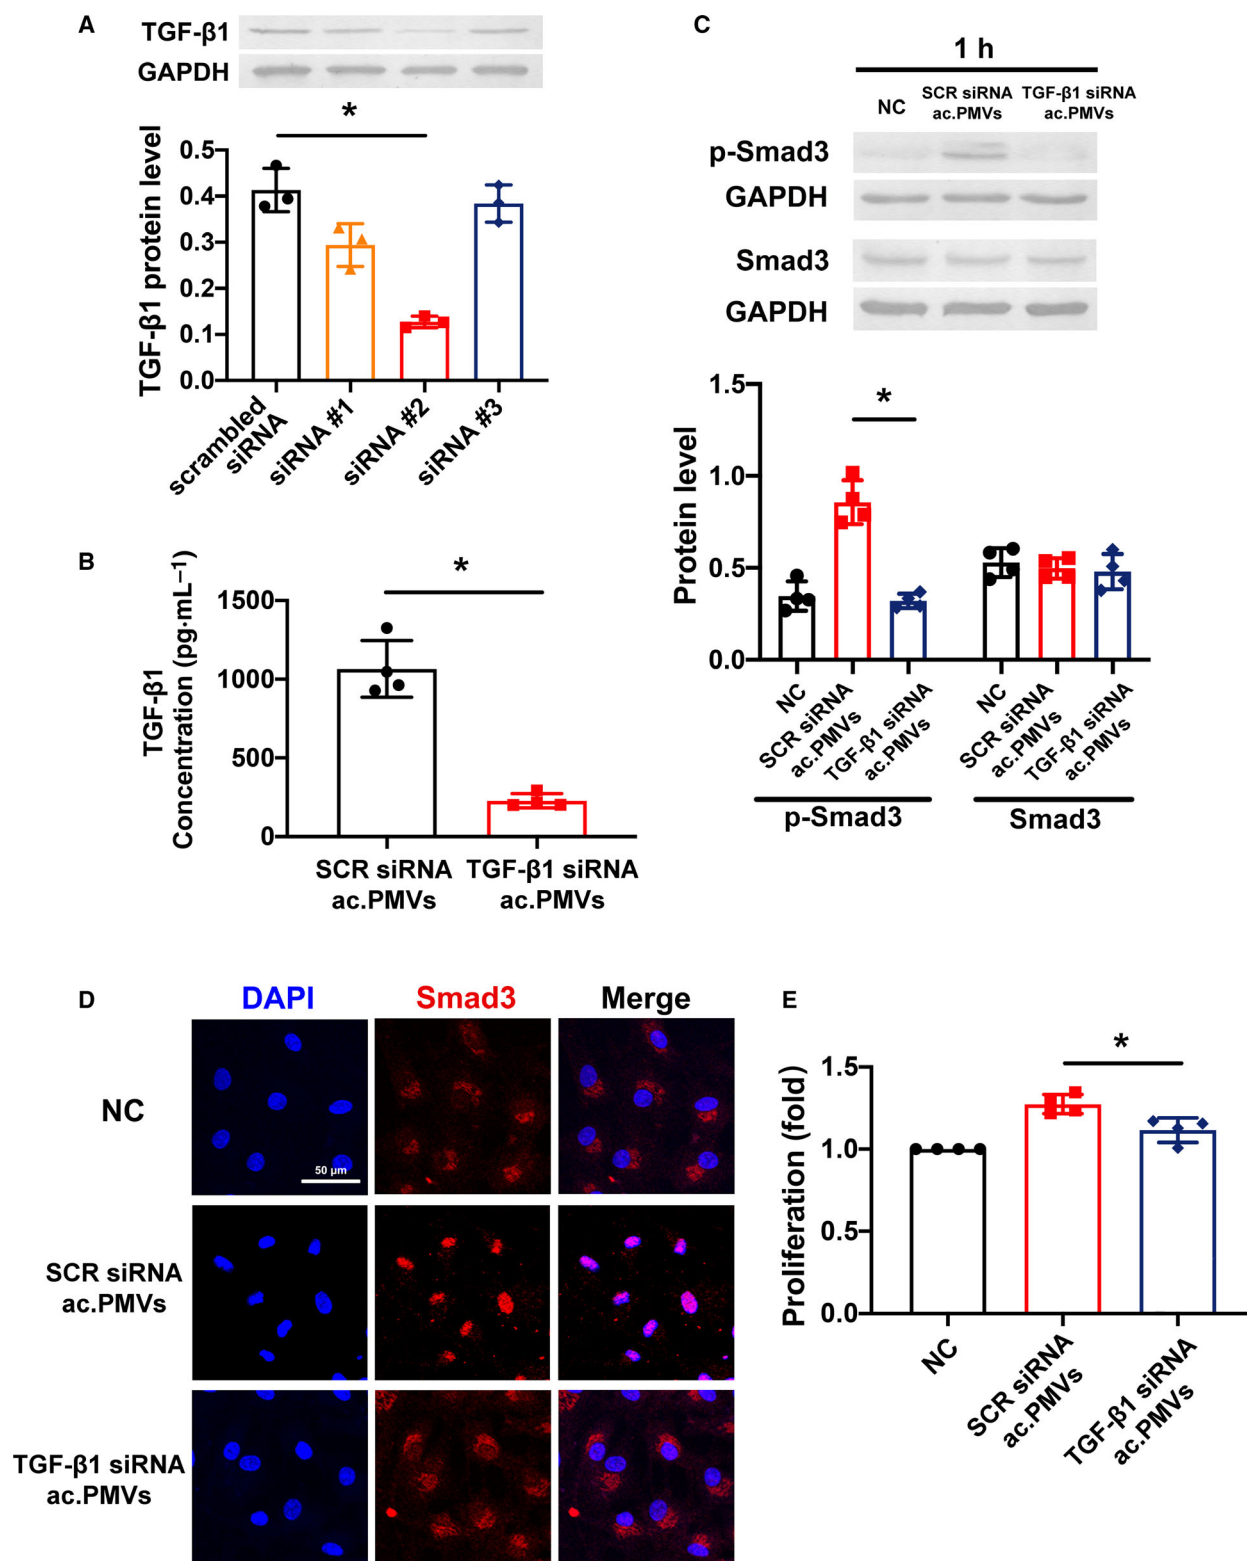 A
TGF-β1
GAPDH
*
TGF-β1 protein level
0.5
0.4
0.3
0.2
0.1
0.0
scrambled
siRNA
siRNA #1
siRNA #2
siRNA #3
B
*
TGF-β1
Concentration (pg·mL−1)
1500
1000
500
0
SCR siRNA
ac.PMVs
TGF-β1 siRNA
ac.PMVs
C
1 h
NC
SCR siRNA
ac.PMVs
TGF-β1 siRNA
ac.PMVs
p-Smad3
GAPDH
Smad3
GAPDH
*
Protein level
1.5
1.0
0.5
0.0
NC
SCR siRNA
ac.PMVs
TGF-β1 siRNA
ac.PMVs
NC
SCR siRNA
ac.PMVs
TGF-β1 siRNA
ac.PMVs
p-Smad3
Smad3
D
DAPI
Smad3
Merge
NC
50 μm
SCR siRNA
ac.PMVs
TGF-β1 siRNA
ac.PMVs
E
*
Proliferation (fold)
1.5
1.0
0.5
0.0
NC
SCR siRNA
ac.PMVs
TGF-β1 siRNA
ac.PMVs